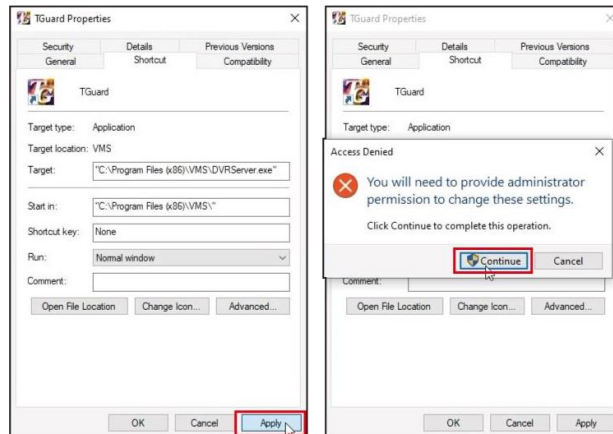 TGuard Properties
Security Details Previous Versions
General Shortcut Compatibility
TGuard
Target type: Application
Target location: VMS
Target: "C:\Program Files (x86)\VMS\DVRServer.exe"
Start in: "C:\Program Files (x86)\VMS\"
Shortcut key: None
Run: Normal window
Comment:
Open File Location Change Icon... Advanced...
OK Cancel Apply
TGuard Properties
Security Details Previous Versions
General Shortcut Compatibility
TGuard
Target type: Application
Access Denied
You will need to provide administrator
permission to change these settings.
Click Continue to complete this operation.
Continue Cancel
Comment:
Open File Location Change Icon... Advanced...
OK Cancel Apply